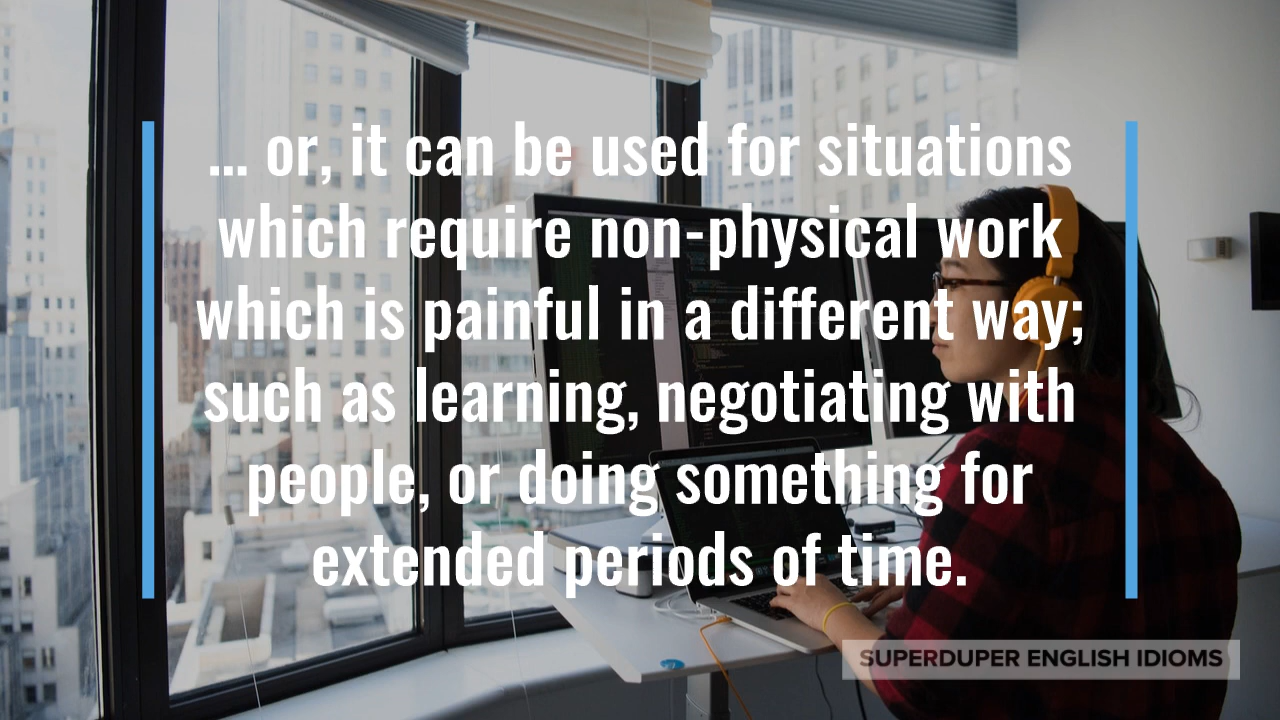 ... or, it can be used for situations
which require non-physical work
which is painful in a different way;
such as learning, negotiating with
people, or doing something for
extended periods of time.
SUPERDUPER ENGLISH IDIOMS